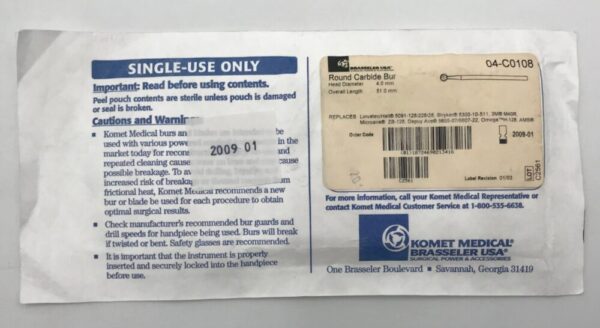 SINGLE-USE ONLY
Important: Read before using contents.
Peel pouch contents are sterile unless pouch is damaged
or seal is broken.
Cautions and Warnings
• Komet Medical burs and be
used with various power in the
market today for recons and
repeated cleaning cause cause
possible breakage. To
increased risk of breakage
frictional heat, Komet Medical recommends a new
bur or blade be used for each procedure to obtain
optimal surgical results.
• Check manufacturer's recommended bur guards and
drill speeds for handpiece being used. Burs will break
if twisted or bent. Safety glasses are recommended.
• It is important that the instrument is properly
inserted and securely locked into the handpiece
before use.
2009 01
BRASSELER USA
04-C0108
Round Carbide Bur
Head Diameter 4.0 mm
Overall Length 51.0 mm
REPLACES
Order Code
2009-01
LOT
C2561
C2561
Label Revision 01/03
For more information, call your Komet Medical Representative or
contact Komet Medical Customer Service at 1-800-535-6638.
KOMET MEDICAL®
BRASSELER USA®
SURGICAL POWER & ACCESSORIES
One Brasseler Boulevard • Savannah, Georgia 31419